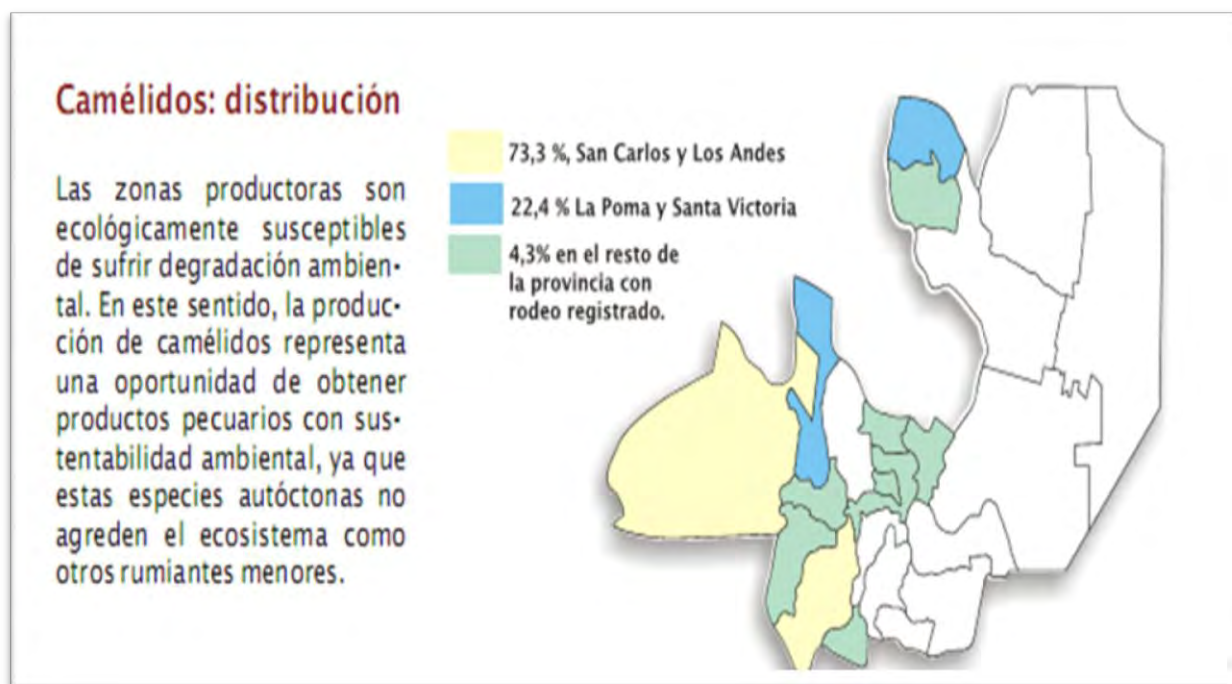 Camélidos: distribución
Las zonas productoras son
ecológicamente susceptibles
de sufrir degradación ambien-
tal. En este sentido, la produc-
ción de camélidos representa
una oportunidad de obtener
productos pecuarios con sus-
tentabilidad ambiental, ya que
estas especies autóctonas no
agreden el ecosistema como
otros rumiantes menores.
73,3 %, San Carlos y Los Andes
22,4 % La Poma y Santa Victoria
4,3% en el resto de
la provincia con
rodeo registrado.